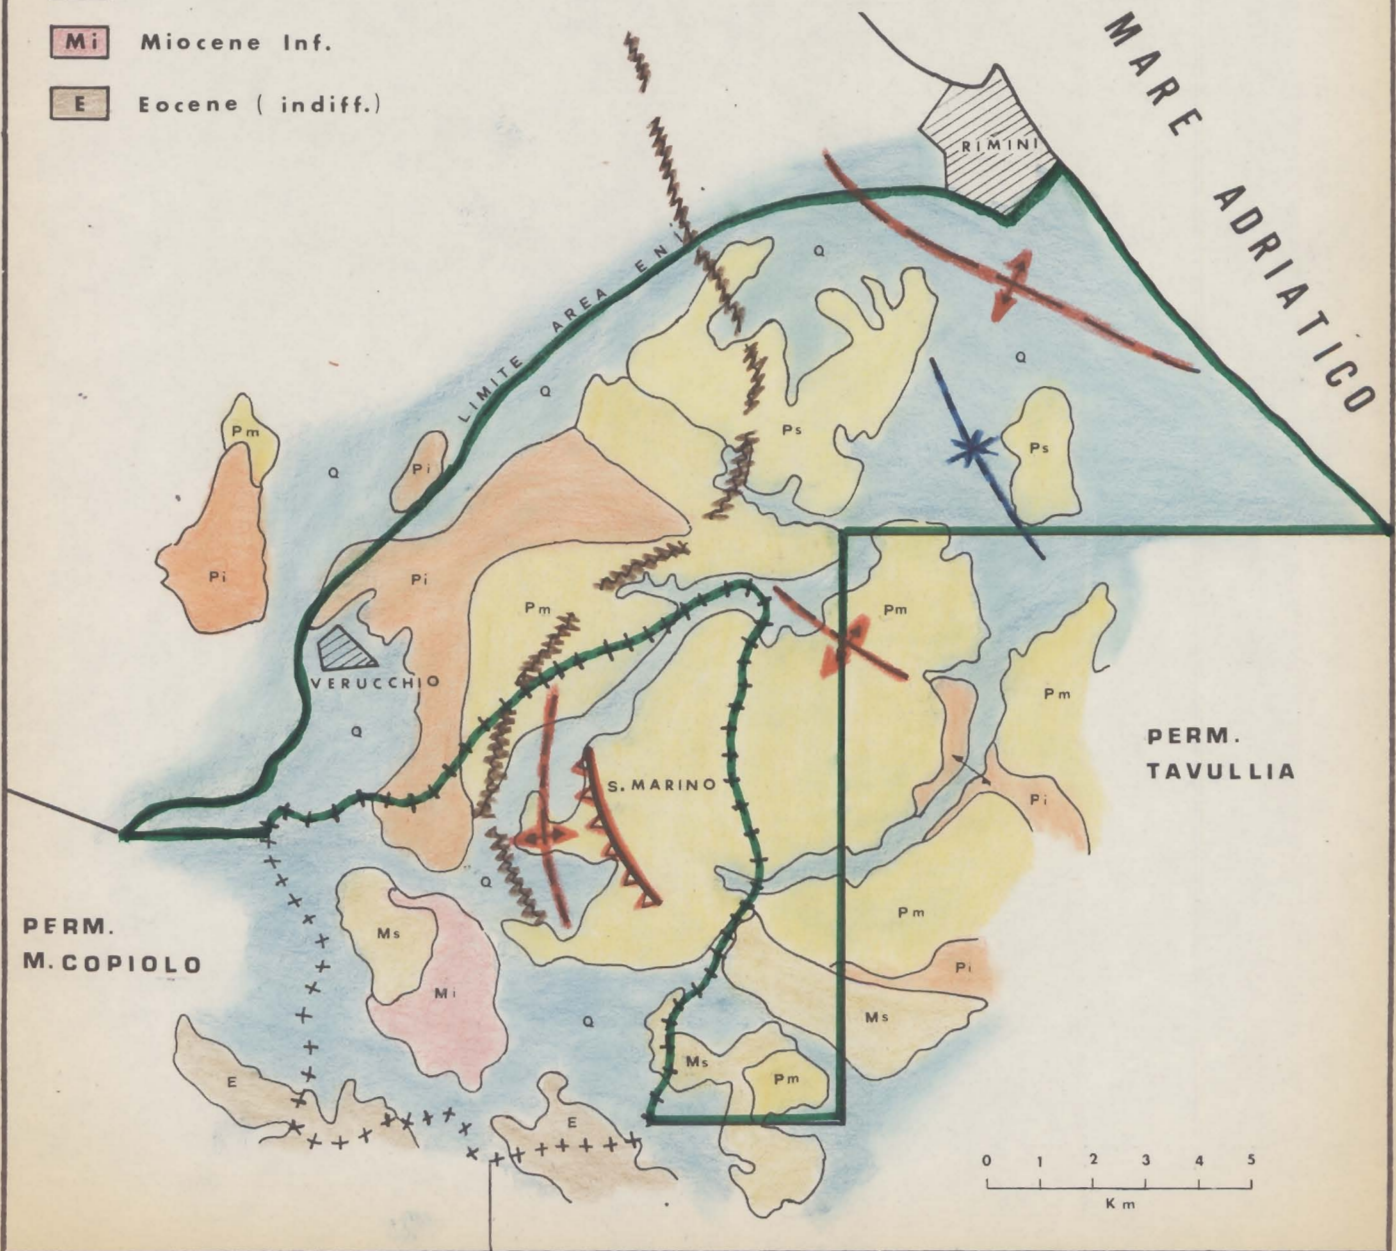 Mi Miocene Inf.
E Eocene ( indiff.)
MARE ADRIATICO
RIMINI
LIMITE AREA ENI
Q
Q
Q
Q
Pm
Pi
Ps
Ps
Pi
Pi
Pm
Pm
VERUCCHIO
Pm
Q
PERM.
TAVULLIA
S. MARINO
Pi
Q
PERM.
M. COPIOLO
Ms
Pm
Pi
Mi
Q
Ms
Ms
E
Pm
E
0 1 2 3 4 5
Km